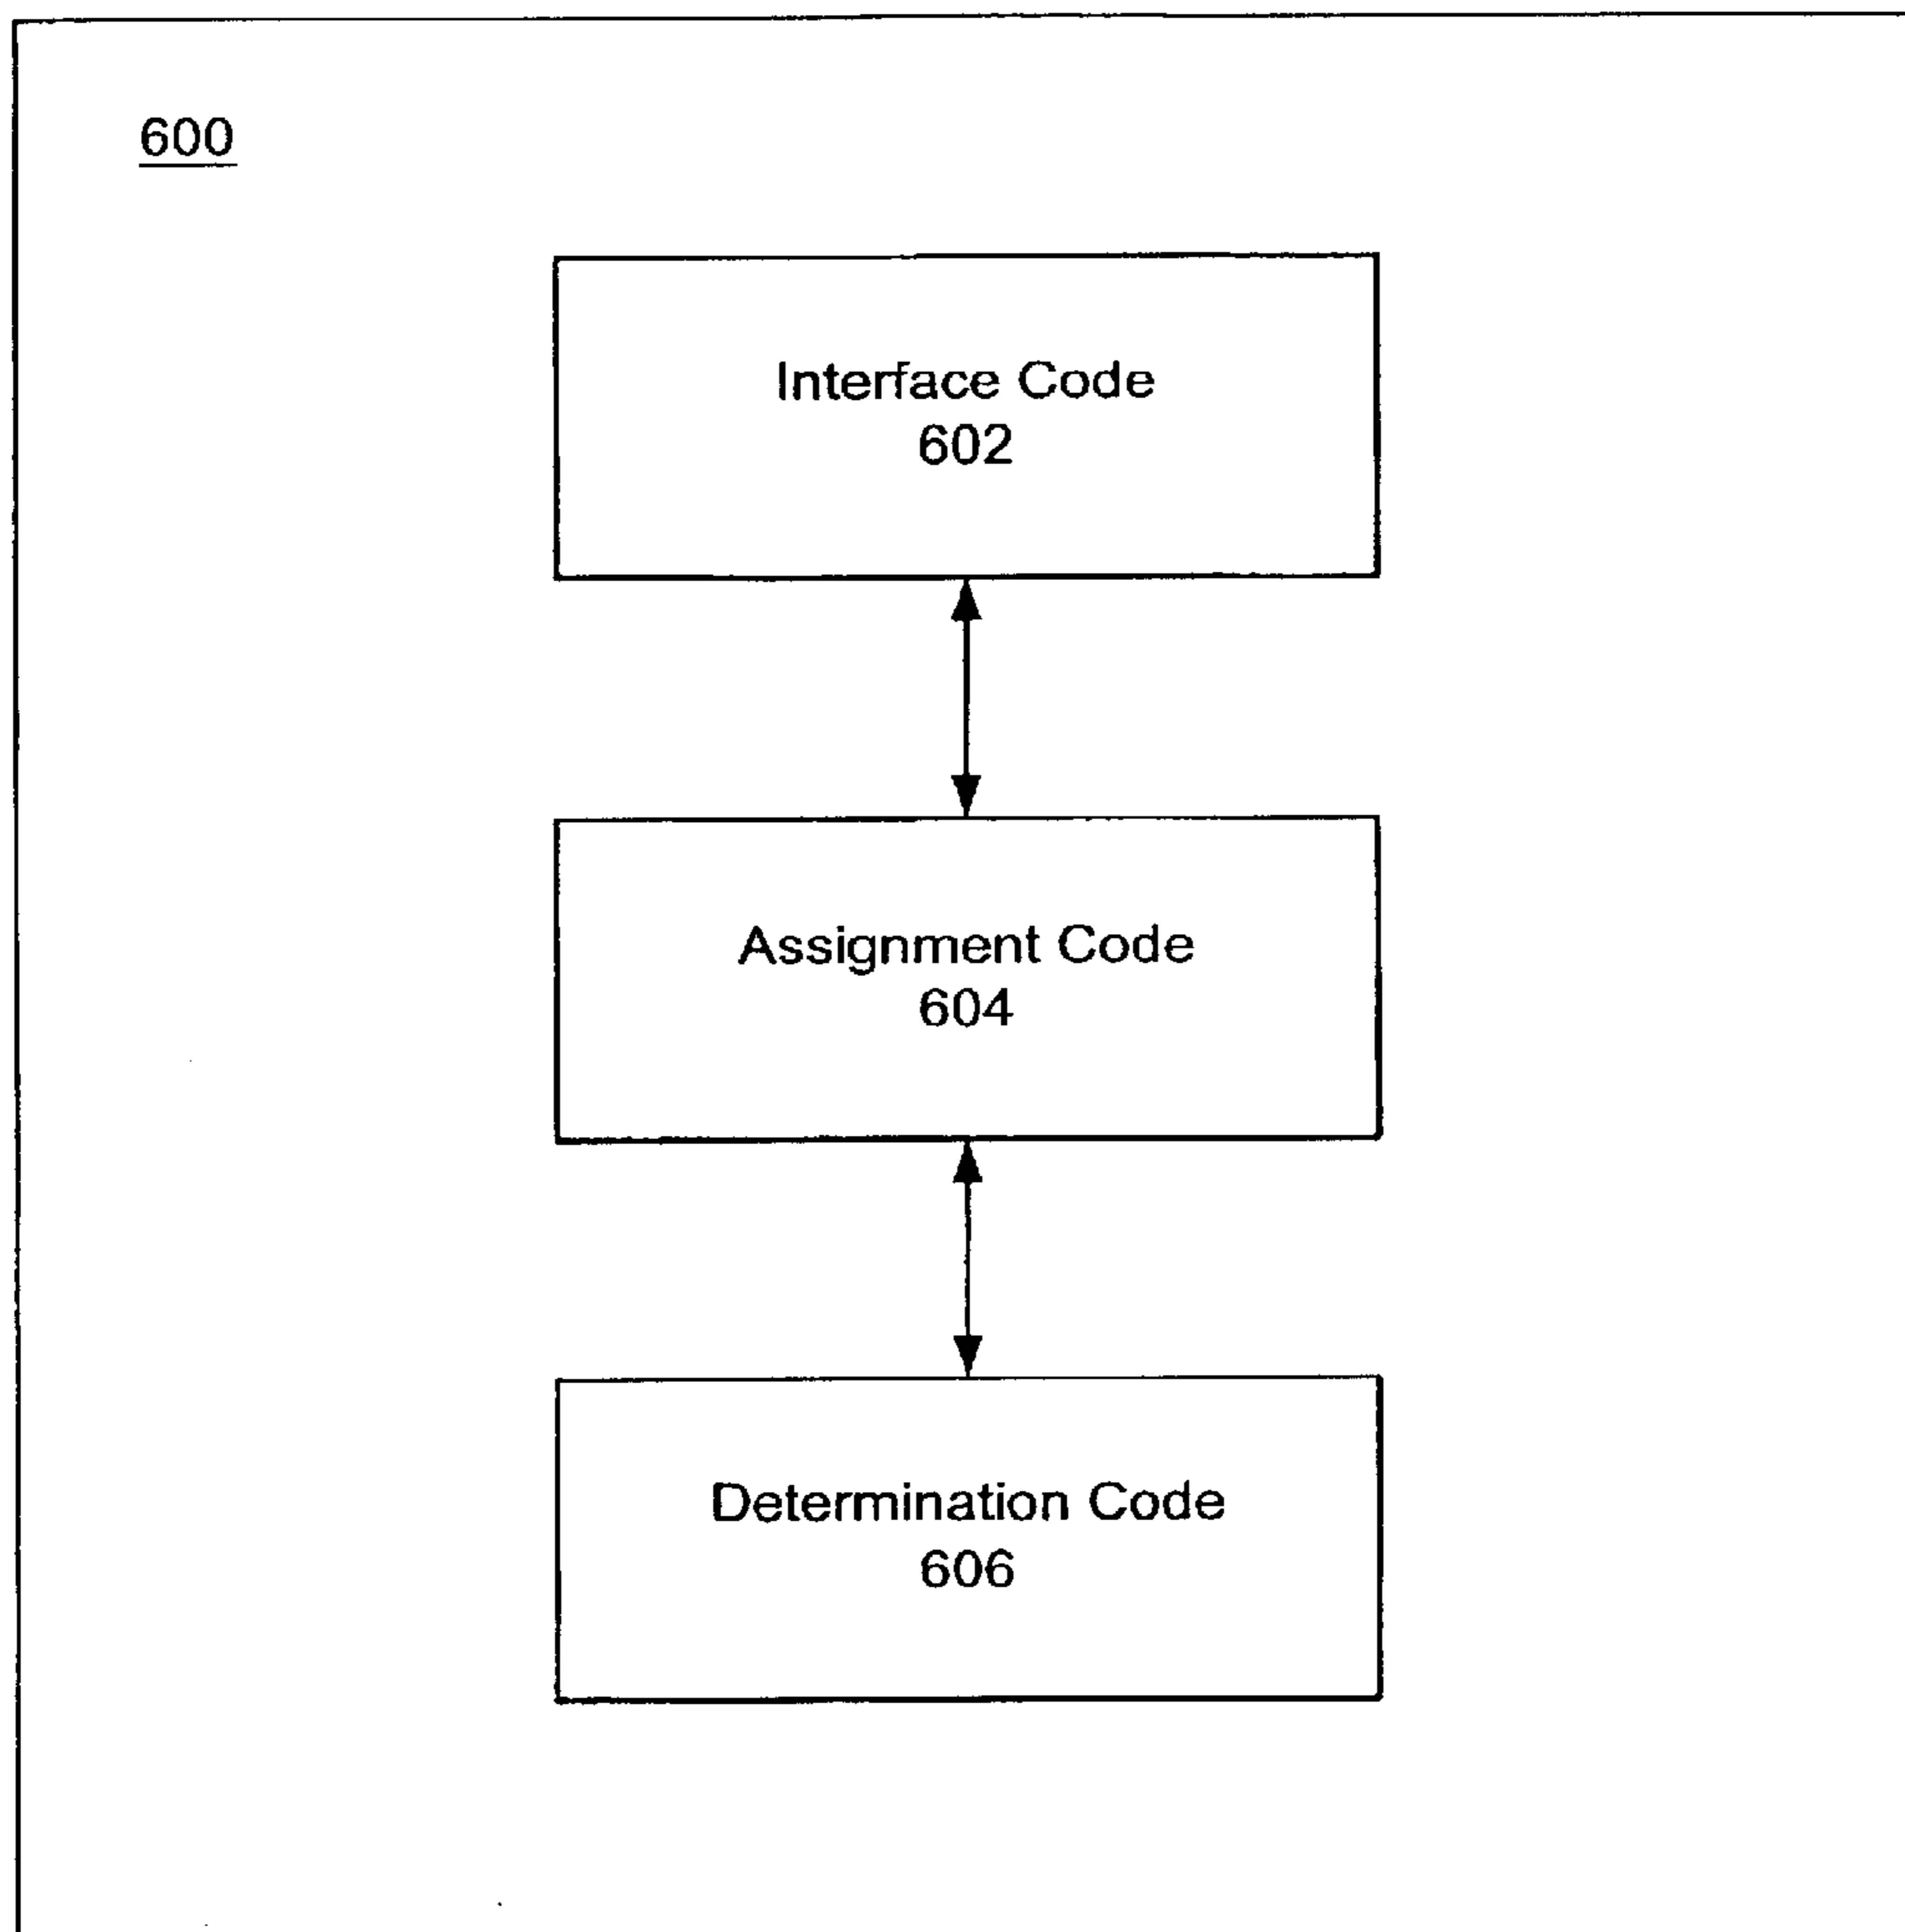 600
Interface Code
602
Assignment Code
604
Determination Code
606